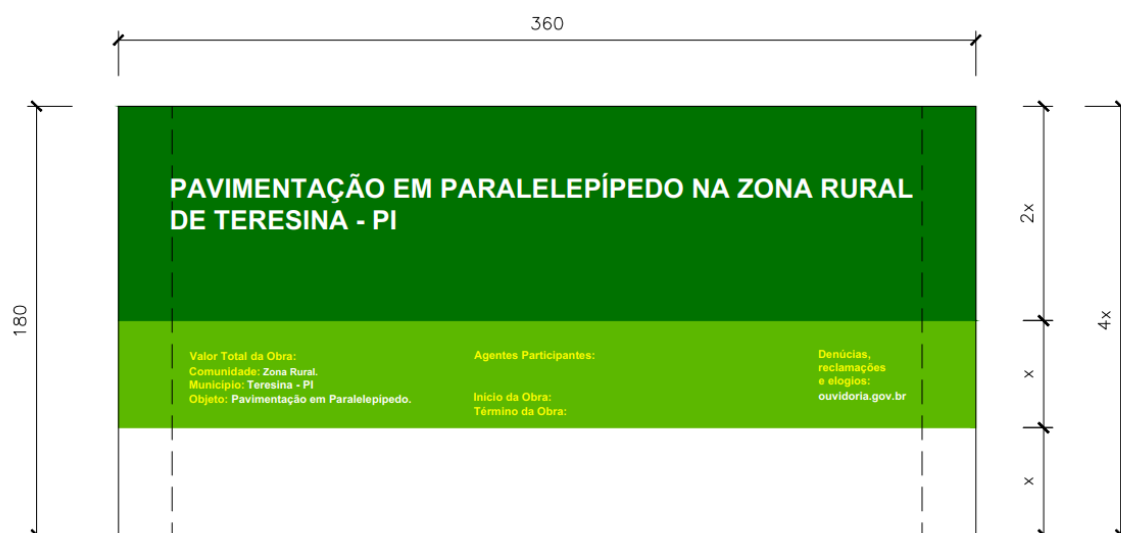 360
180
PAVIMENTAÇÃO EM PARALELEPÍPEDO NA ZONA RURAL
DE TERESINA - PI
2x
4x
Valor Total da Obra:
Comunidade: Zona Rural.
Municipio: Teresina - PI
Objeto: Pavimentação em Paralelepípedo.
Agentes Participantes:
Início da Obra:
Término da Obra:
Denúcias,
reclamações
e elogios:
ouvidoria.gov.br
x
x